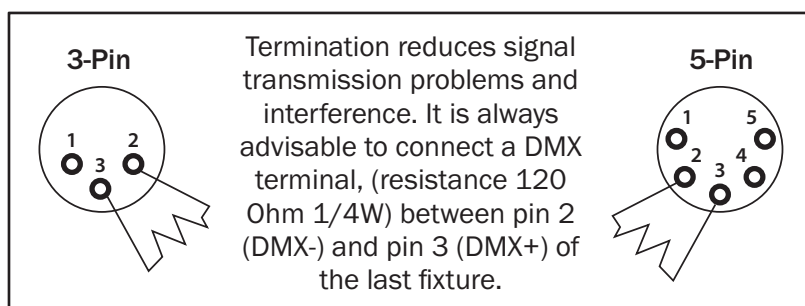 3-Pin
1
2
3
Termination reduces signal
transmission problems and
interference. It is always
advisable to connect a DMX
terminal, (resistance 120
Ohm 1/4W) between pin 2
(DMX-) and pin 3 (DMX+) of
the last fixture.
5-Pin
1
5
2
4
3